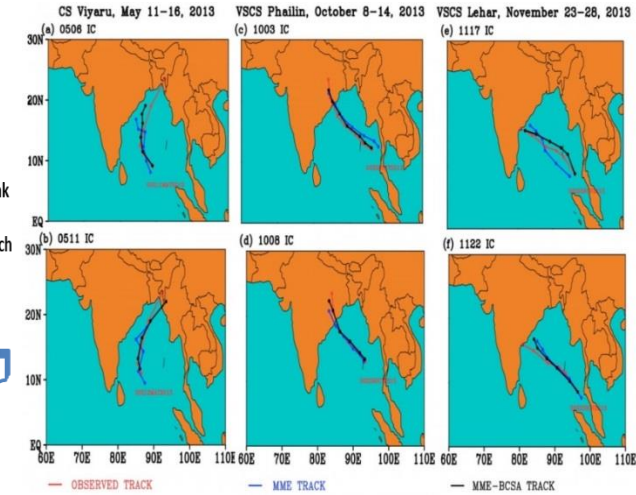 CS Viyaru, May 11-16, 2013
VSCS Phailin, October 8-14, 2013
VSCS Lehar, November 23-28, 2013
(a) 0506 IC
(c) 1003 IC
(e) 1117 IC
30N
20N
10N
EQ
(b) 0511 IC
(d) 1008 IC
(f) 1122 IC
30N
20N
10N
EQ
60E 70E 80E 90E 100E 110E
60E 70E 80E 90E 100E
60E 70E 80E 90E 100E 110E
OBSERVED TRACK
MME TRACK
MME-BCSA TRACK